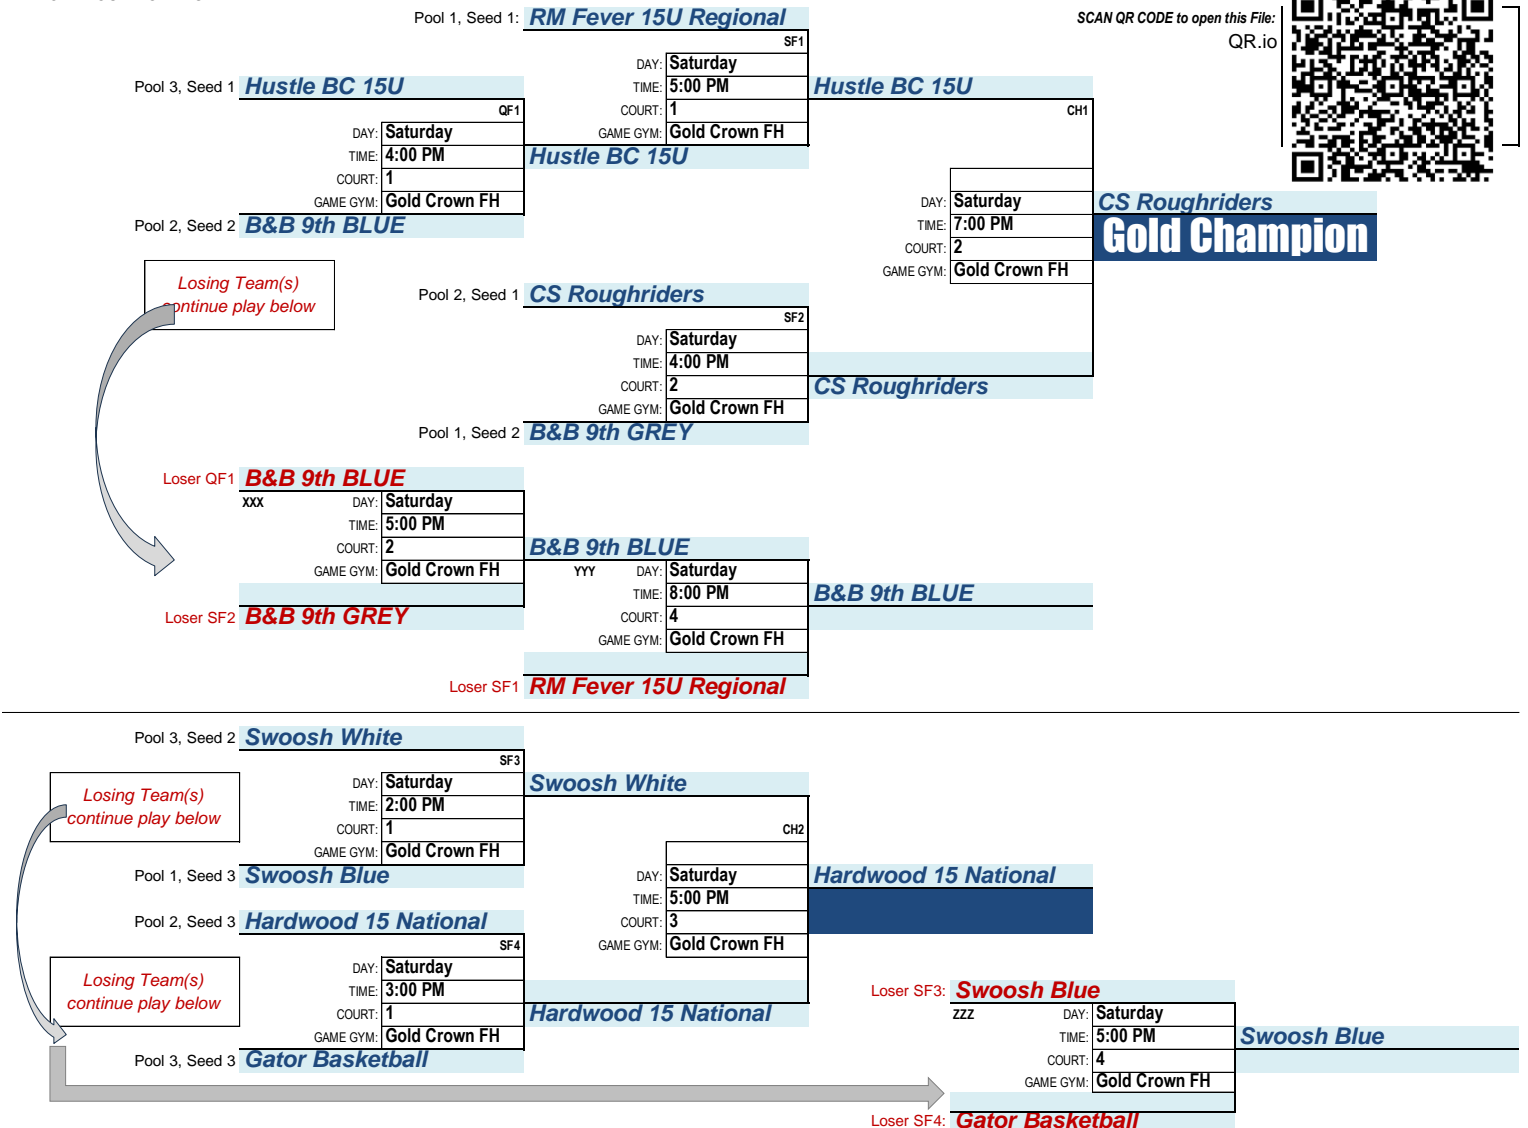 Pool 1, Seed 1: RM Fever 15U Regional
SCAN QR CODE to open this File:
QR.io
SF1
DAY: Saturday
Pool 3, Seed 1 Hustle BC 15U
TIME: 5:00 PM
Hustle BC 15U
QF1
COURT: 1
CH1
DAY: Saturday
GAME GYM: Gold Crown FH
TIME: 4:00 PM
Hustle BC 15U
COURT: 1
GAME GYM: Gold Crown FH
DAY: Saturday
CS Roughriders
Pool 2, Seed 2 B&B 9th BLUE
TIME: 7:00 PM
Gold Champion
COURT: 2
GAME GYM: Gold Crown FH
Losing Team(s)
continue play below
Pool 2, Seed 1 CS Roughriders
SF2
DAY: Saturday
TIME: 4:00 PM
COURT: 2
CS Roughriders
GAME GYM: Gold Crown FH
Pool 1, Seed 2 B&B 9th GREY
Loser QF1 B&B 9th BLUE
XXX DAY: Saturday
TIME: 5:00 PM
COURT: 2
B&B 9th BLUE
GAME GYM: Gold Crown FH
YYY DAY: Saturday
TIME: 8:00 PM
B&B 9th BLUE
Loser SF2 B&B 9th GREY
COURT: 4
GAME GYM: Gold Crown FH
Loser SF1 RM Fever 15U Regional
Pool 3, Seed 2 Swoosh White
SF3
Losing Team(s)
continue play below
DAY: Saturday
Swoosh White
TIME: 2:00 PM
COURT: 1
CH2
GAME GYM: Gold Crown FH
Pool 1, Seed 3 Swoosh Blue
DAY: Saturday
Hardwood 15 National
TIME: 5:00 PM
Pool 2, Seed 3 Hardwood 15 National
COURT: 3
SF4
GAME GYM: Gold Crown FH
Losing Team(s)
continue play below
DAY: Saturday
TIME: 3:00 PM
Loser SF3: Swoosh Blue
COURT: 1
Hardwood 15 National
ZZZ DAY: Saturday
GAME GYM: Gold Crown FH
TIME: 5:00 PM
Swoosh Blue
Pool 3, Seed 3 Gator Basketball
COURT: 4
GAME GYM: Gold Crown FH
Loser SF4: Gator Basketball